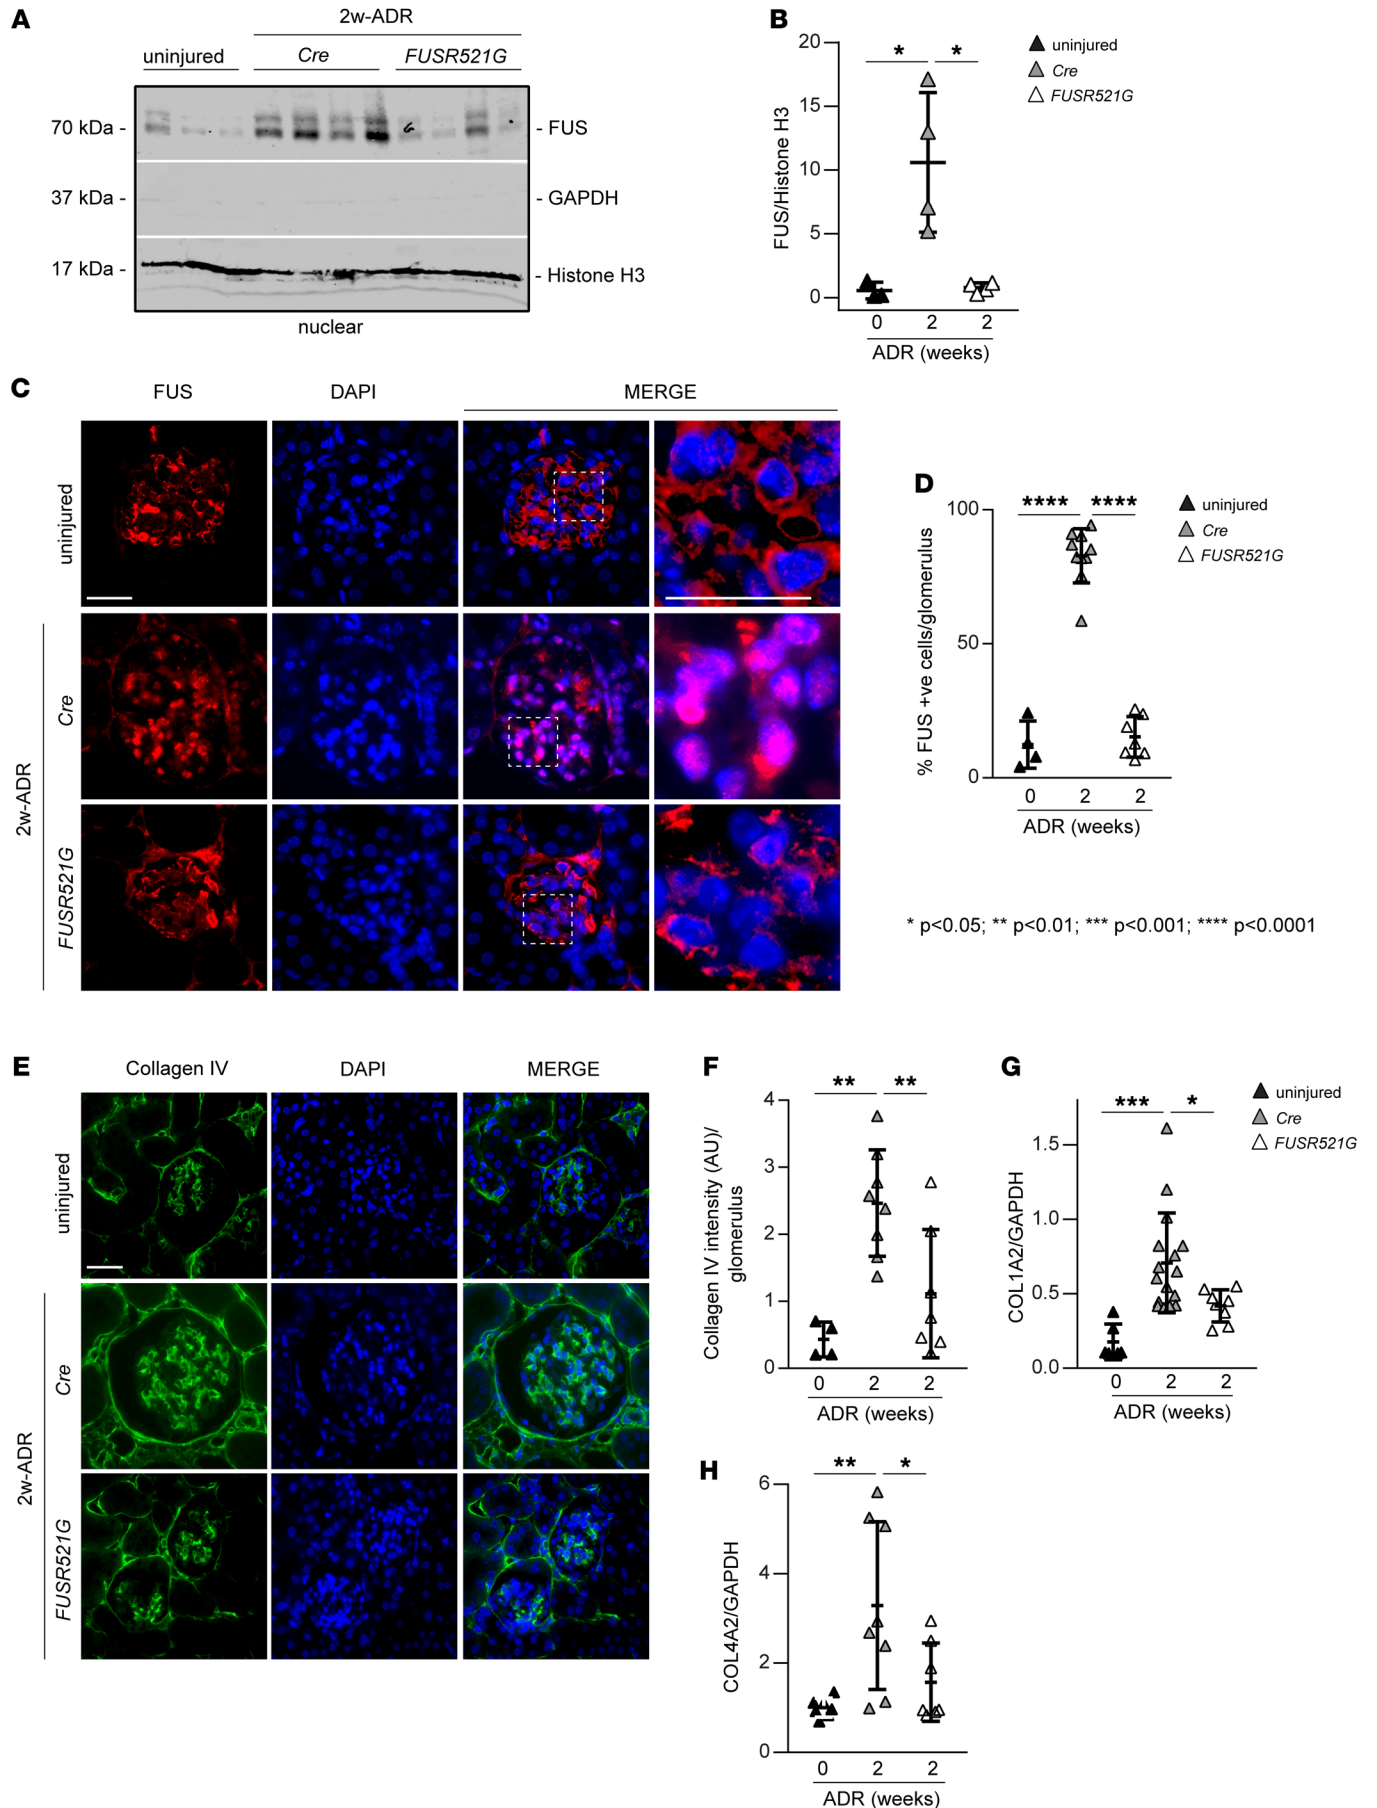 A
2w-ADR
uninjured
Cre
FUSR521G
70 kDa -
- FUS
37 kDa -
- GAPDH
17 kDa -
- Histone H3
nuclear
B
FUS/Histone H3
20
15
10
5
0
* *
uninjured
Cre
FUSR521G
0 2 2
ADR (weeks)
C
FUS DAPI MERGE
uninjured
2w-ADR
Cre
FUSR521G
D
% FUS +ve cells/glomerulus
100
50
0
**** ****
uninjured
Cre
FUSR521G
0 2 2
ADR (weeks)
* p<0.05; ** p<0.01; *** p<0.001; **** p<0.0001
E
Collagen IV DAPI MERGE
uninjured
2w-ADR
Cre
FUSR521G
F
Collagen IV intensity (AU)/
glomerulus
4
3
2
1
0
** **
0 2 2
ADR (weeks)
G
COL1A2/GAPDH
1.5
1.0
0.5
0.0
*** *
uninjured
Cre
FUSR521G
0 2 2
ADR (weeks)
H
COL4A2/GAPDH
6
4
2
0
** *
0 2 2
ADR (weeks)